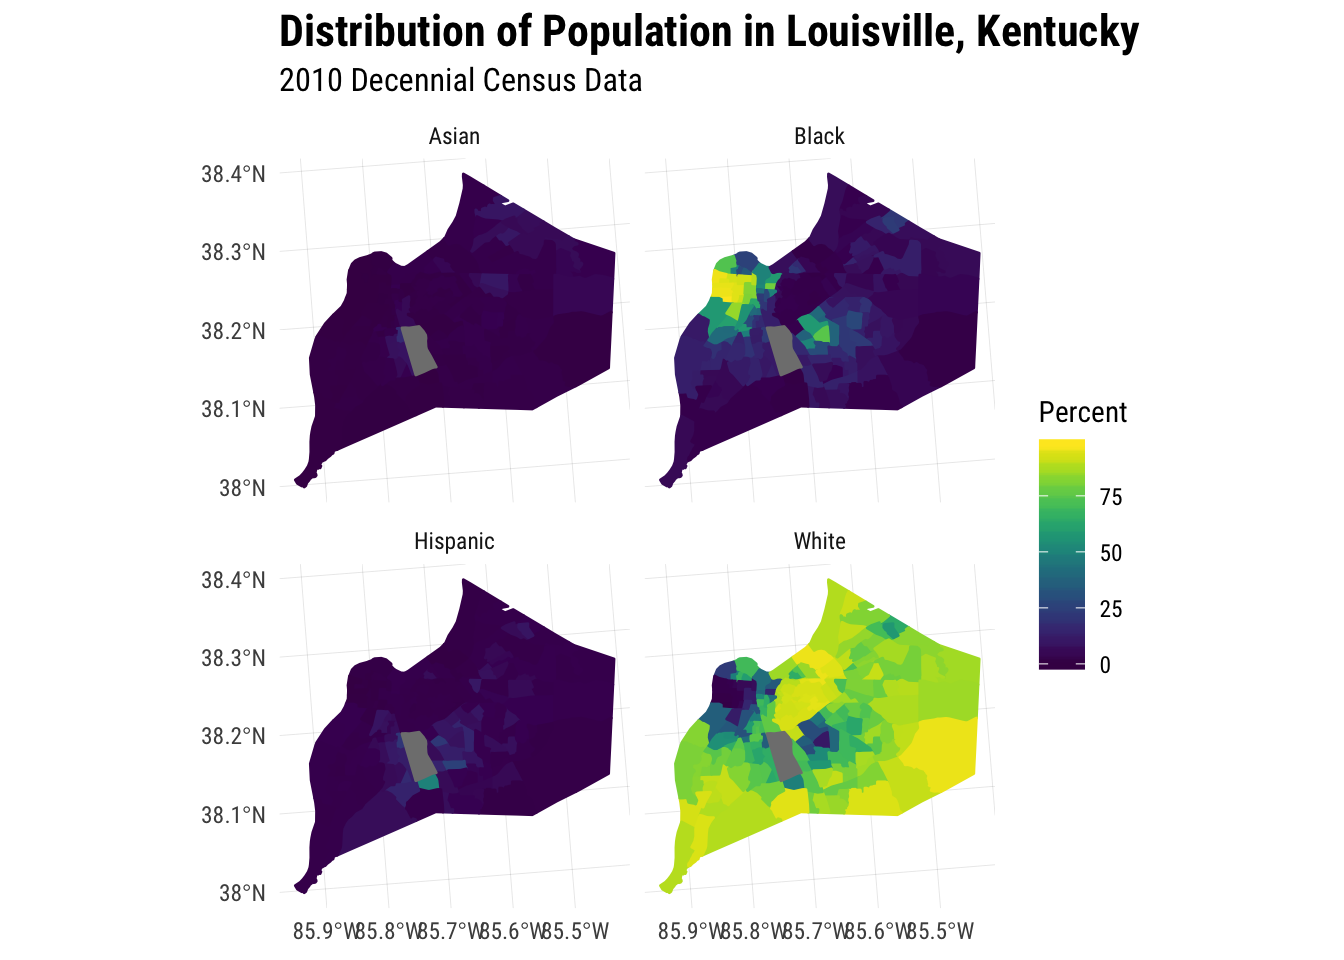 Distribution of Population in Louisville, Kentucky
2010 Decennial Census Data
Asian
Black
38.4°N
38.3°N
38.2°N
38.1°N
38°N
Percent
75
50
25
0
Hispanic
White
38.4°N
38.3°N
38.2°N
38.1°N
38°N
85.9°W 85.8°W 85.7°W 85.6°W 85.5°W
85.9°W 85.8°W 85.7°W 85.6°W 85.5°W